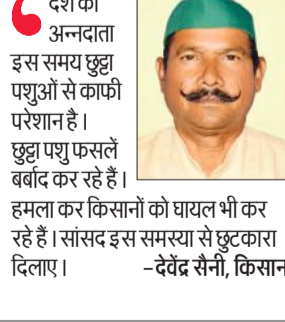 देश का
अन्नदाता
इस समय छुट्टा
पशुओं से काफी
परेशान है।
छुट्टा पशु फसलें
बर्बाद कर रहे हैं।
हमला कर किसानों को घायल भी कर
रहे हैं। सांसद इस समस्या से छुटकारा
दिलाए। -देवेंद्र सैनी, किसान